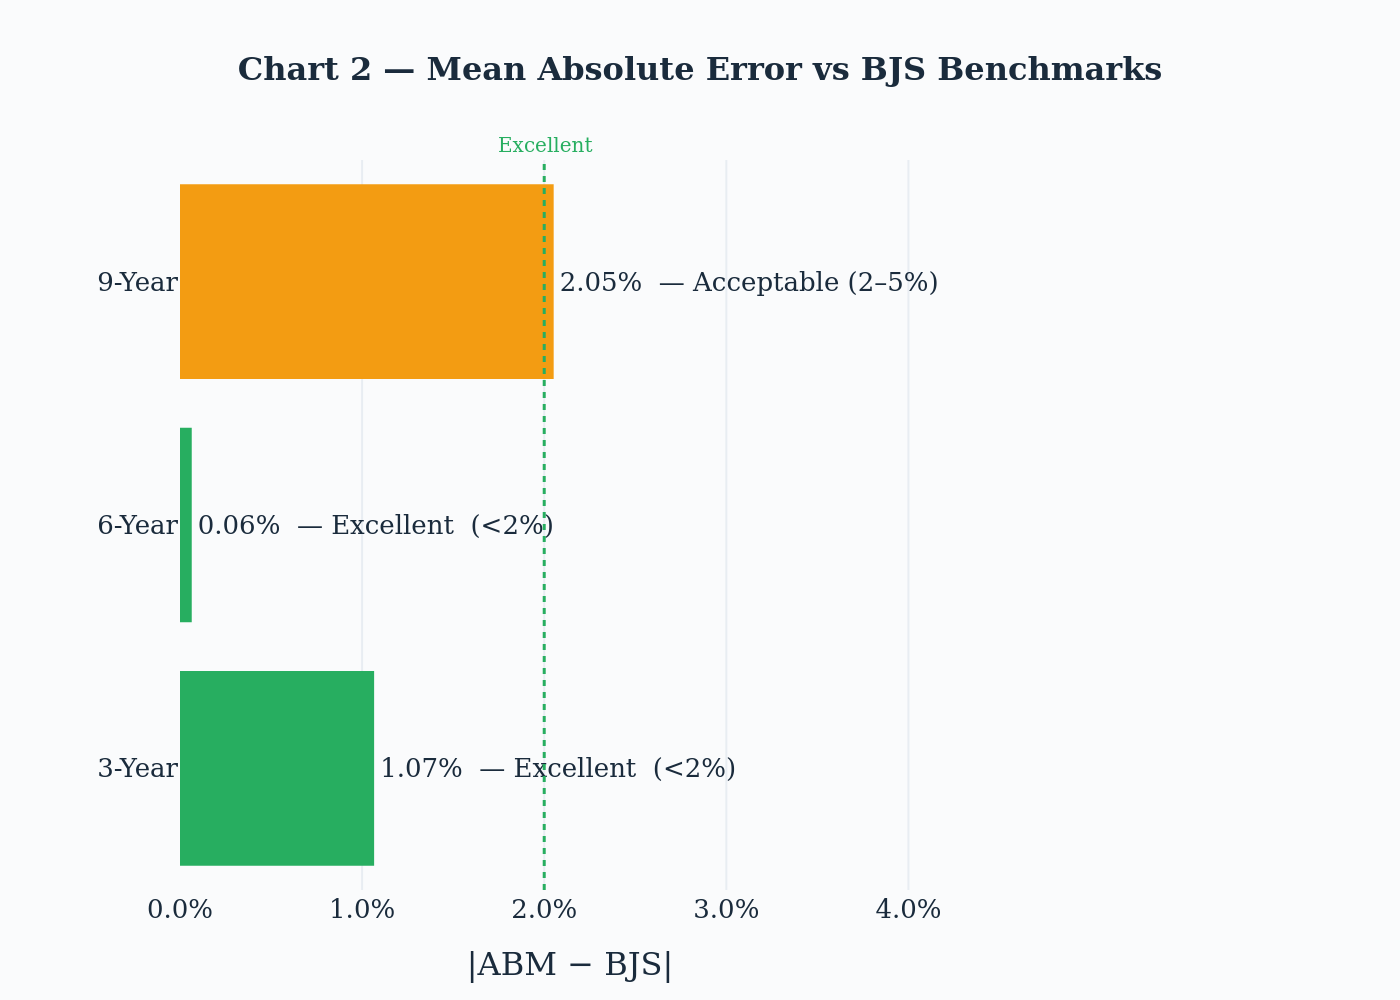 Chart 2 — Mean Absolute Error vs BJS Benchmarks
Excellent
9-Year 2.05% — Acceptable (2–5%)
6-Year 0.06% — Excellent (<2%)
3-Year 1.07% — Excellent (<2%)
0.0% 1.0% 2.0% 3.0% 4.0%
|ABM − BJS|